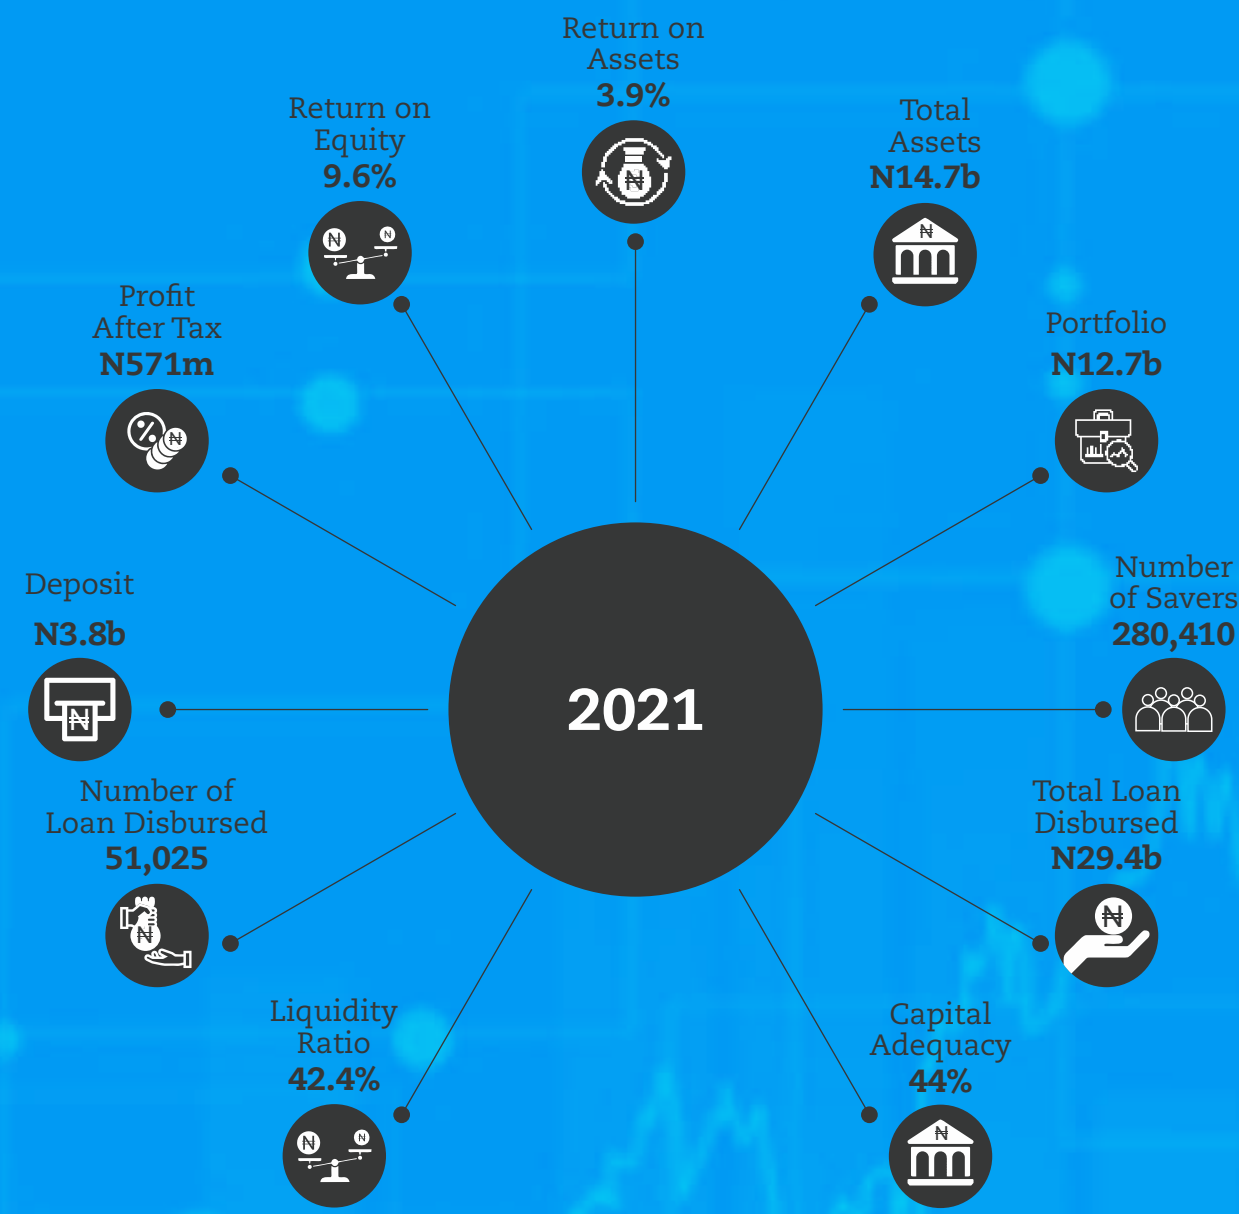 Return on
Assets
3.9%
Return on
Equity
9.6%
Total
Assets
N14.7b
Profit
After Tax
N571m
Portfolio
N12.7b
Deposit
N3.8b
Number
of Savers
280,410
2021
Number of
Loan Disbursed
51,025
Total Loan
Disbursed
N29.4b
Liquidity
Ratio
42.4%
Capital
Adequacy
44%